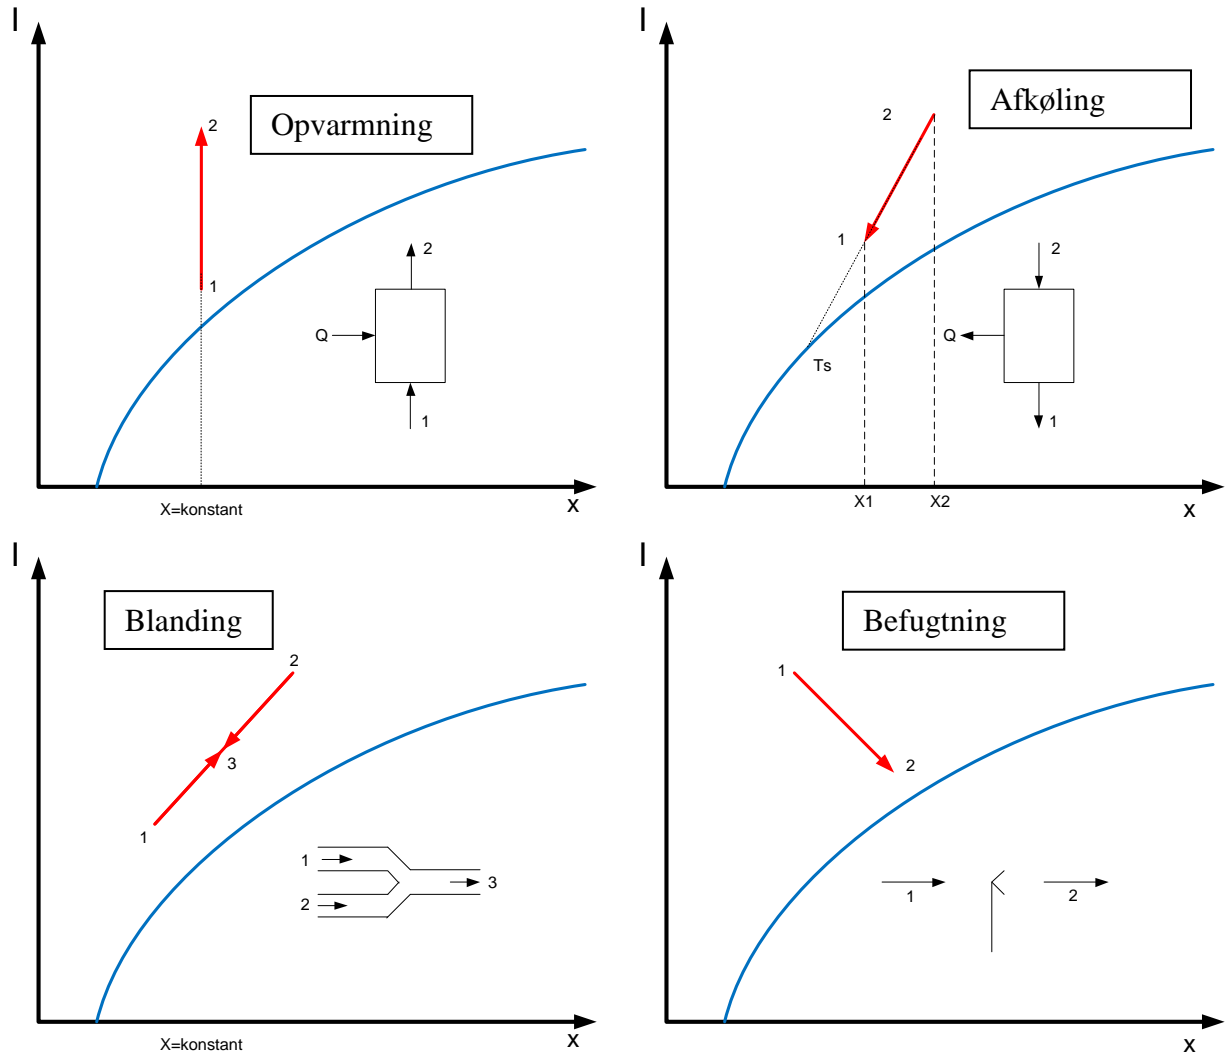 I
Opvarmning
2
1
2
Q
1
X=konstant
x
I
Afkøling
2
1
2
Q
Ts
1
X1
X2
x
I
Blanding
2
3
1
1
3
2
X=konstant
x
I
Befugtning
1
2
1
2
x